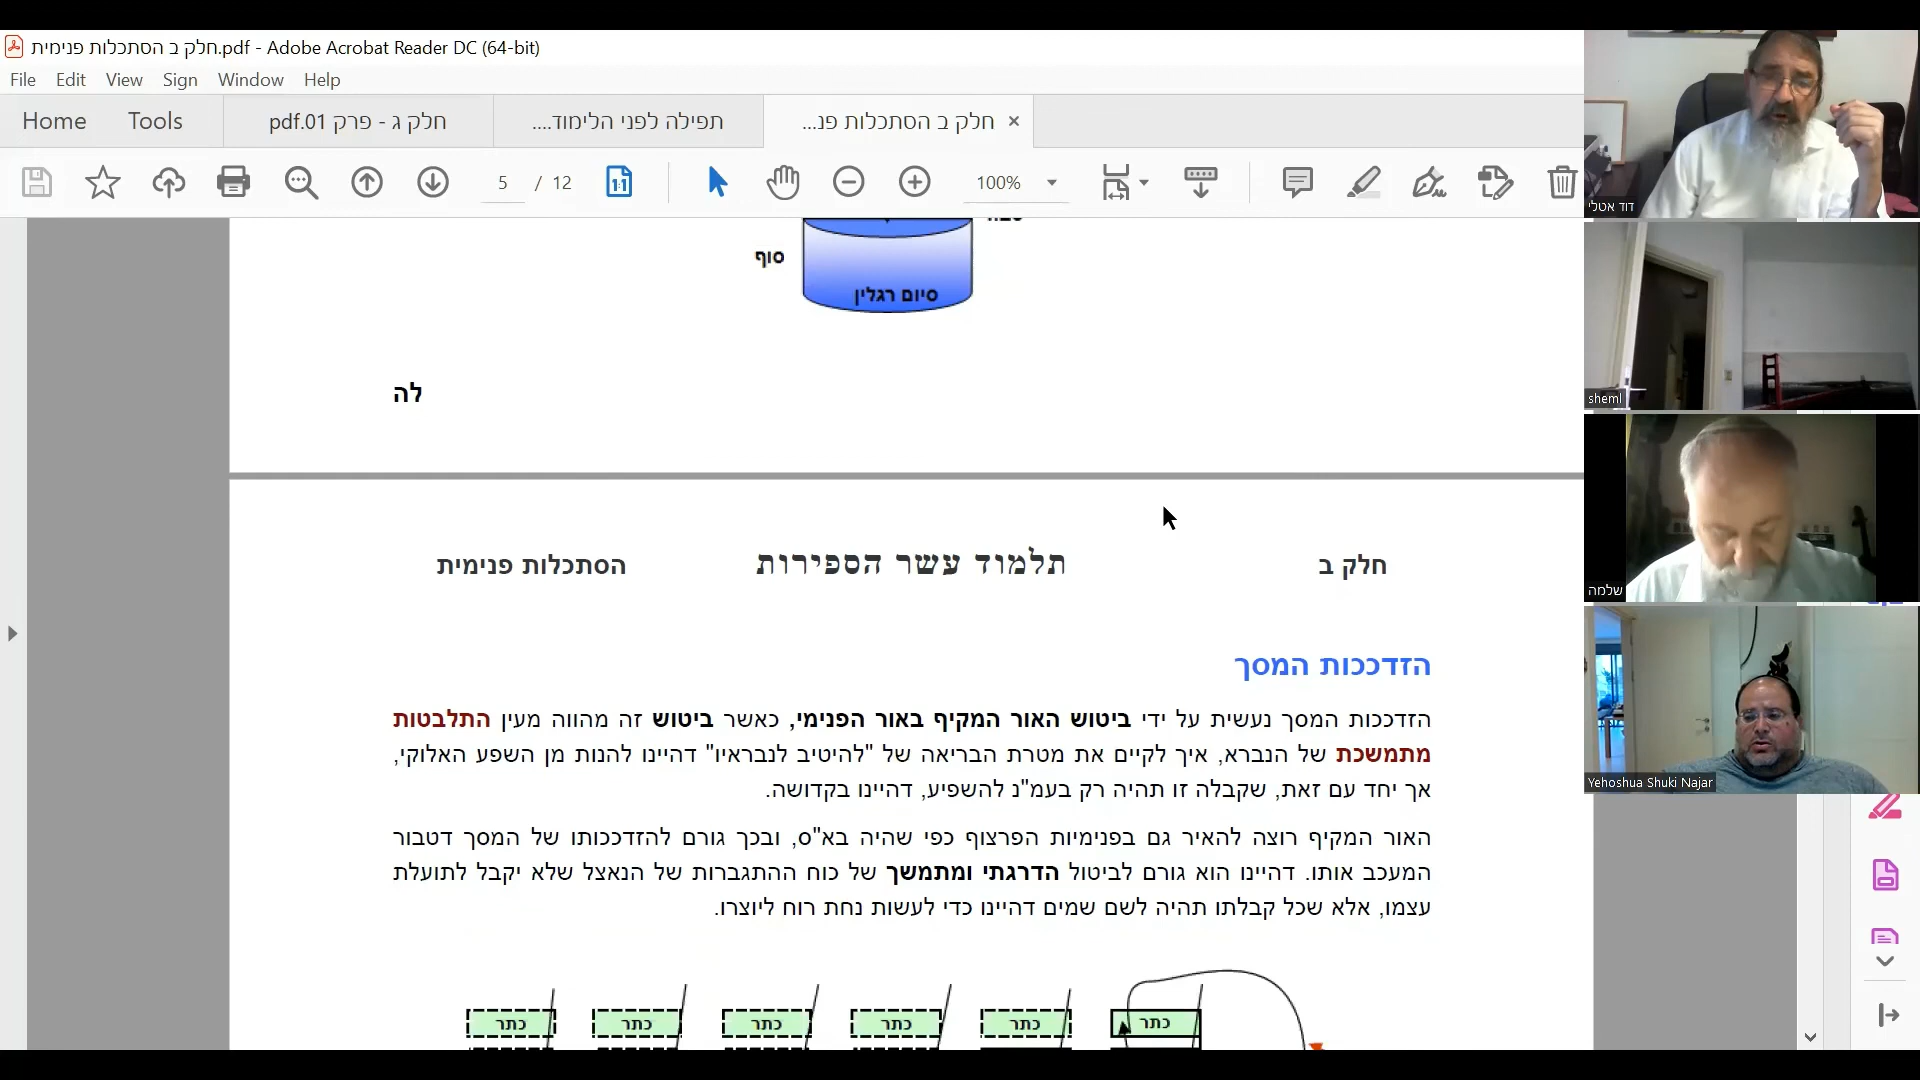 חלק ב הסתכלות פנימית.pdf - Adobe Acrobat Reader DC (64-bit)
File Edit View Sign Window Help
Home Tools
חלק ג - פרק 01.pdf
תפילה לפני הלימוד....
חלק ב הסתכלות פנ...
5 / 12
1:1
100%
סוף
סיום רגלין
לה
חלק ב
תלמוד עשר הספירות
הסתכלות פנימית
הזדככות המסך
הזדככות המסך נעשית על ידי ביטוש האור המקיף באור הפנימי, כאשר ביטוש זה מהווה מעין התלבטות
מתמשכת של הנברא, איך לקיים את מטרת הבריאה של "להיטיב לנבראיו" דהיינו להנות מן השפע האלוקי,
אך יחד עם זאת, שקבלה זו תהיה רק בעמ"נ להשפיע, דהיינו בקדושה.
האור המקיף רוצה להאיר גם בפנימיות הפרצוף כפי שהיה בא"ס, ובכך גורם להזדככותו של המסך דטבור
המעכב אותו. דהיינו הוא גורם לביטול הדרגתי ומתמשך של כוח ההתגברות של הנאצל שלא יקבל לתועלת
עצמו, אלא שכל קבלתו תהיה לשם שמים דהיינו כדי לעשות נחת רוח ליוצרו.
כתר כתר כתר כתר כתר כתר
דוד אטלי
sheml
שלמה
Yehoshua Shuki Najar